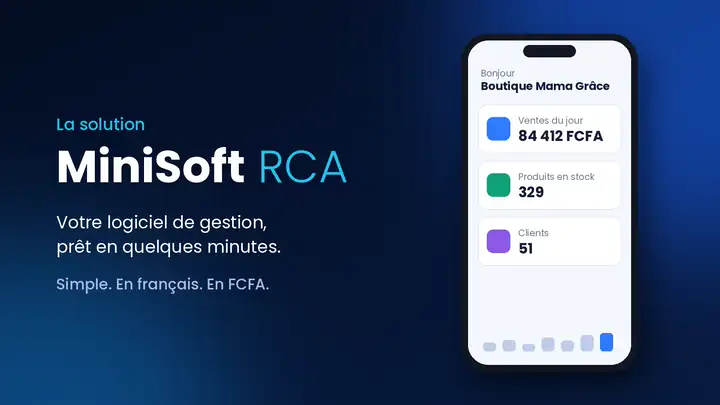 La solution
MiniSoft RCA
Votre logiciel de gestion,
prêt en quelques minutes.
Simple. En français. En FCFA.
Bonjour
Boutique Mama Grâce
Ventes du jour
84 412 FCFA
Produits en stock
329
Clients
51